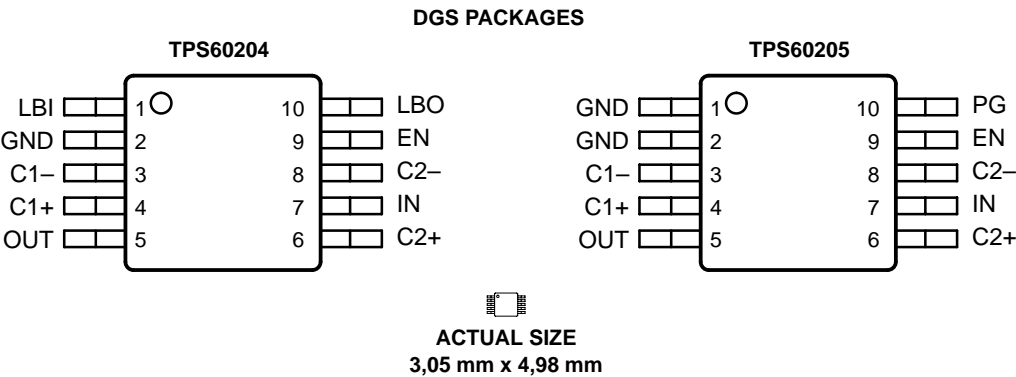 DGS PACKAGES
TPS60204
LBI 1 10 LBO
GND 2 9 EN
C1– 3 8 C2–
C1+ 4 7 IN
OUT 5 6 C2+
TPS60205
GND 1 10 PG
GND 2 9 EN
C1– 3 8 C2–
C1+ 4 7 IN
OUT 5 6 C2+
ACTUAL SIZE
3,05 mm x 4,98 mm